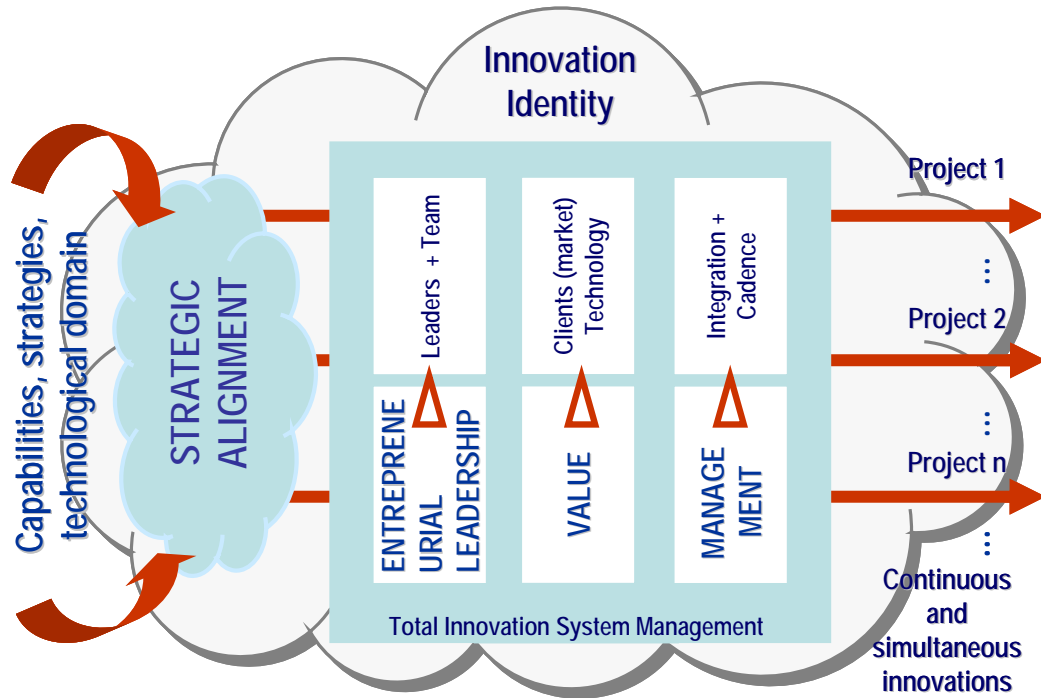 Innovation
Identity
Capabilities, strategies,
technological domain
STRATEGIC
ALIGNMENT
Leaders + Team
Clients (market)
Technology
Integration +
Cadence
ENTREPRENE
URIAL
LEADERSHIP
VALUE
MANAGE
MENT
Total Innovation System Management
Project 1
...
Project 2
...
Project n
...
Continuous
and
simultaneous
innovations